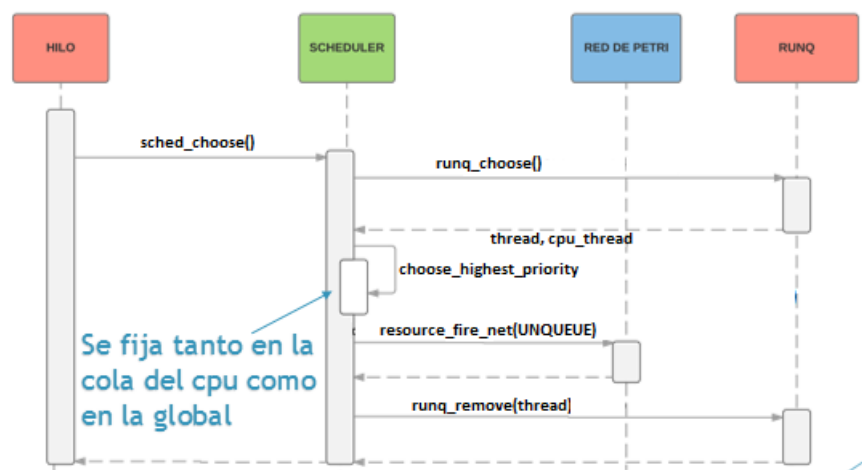 HILO
SCHEDULER
RED DE PETRI
RUNQ
sched_choose()
runq_choose()
thread, cpu_thread
choose_highest_priority
resource_fire_net(UNQUEUE)
runq_remove(thread)
Se fija tanto en la
cola del cpu como
en la global